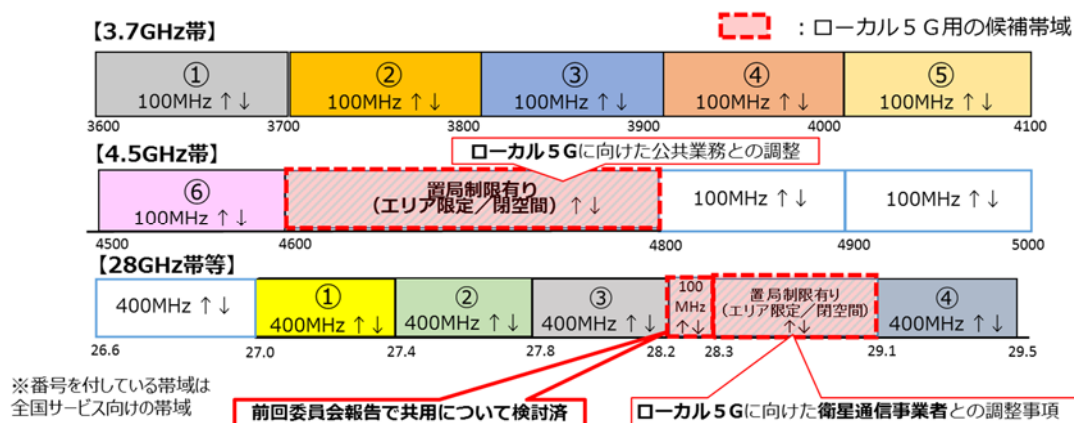 【3.7GHz帯】
：ローカル５Ｇ用の候補帯域
① ② ③ ④ ⑤
100MHz ↑↓ 100MHz ↑↓ 100MHz ↑↓ 100MHz ↑↓ 100MHz ↑↓
3600 3700 3800 3900 4000 4100
【4.5GHz帯】
ローカル５Gに向けた公共業務との調整
⑥
100MHz ↑↓
置局制限有り
（エリア限定／閉空間）↑↓
100MHz ↑↓ 100MHz ↑↓
4500 4600 4800 4900 5000
【28GHz帯等】
400MHz ↑↓
① ② ③
400MHz ↑↓ 400MHz ↑↓ 400MHz ↑↓
100
MHz
↑↓
置局制限有り
（エリア限定／閉空間）
↑↓
④
400MHz ↑↓
26.6 27.0 27.4 27.8 28.2 28.3 29.1 29.5
※番号を付している帯域は
全国サービス向けの帯域
前回委員会報告で共用について検討済
ローカル５Gに向けた衛星通信事業者との調整事項